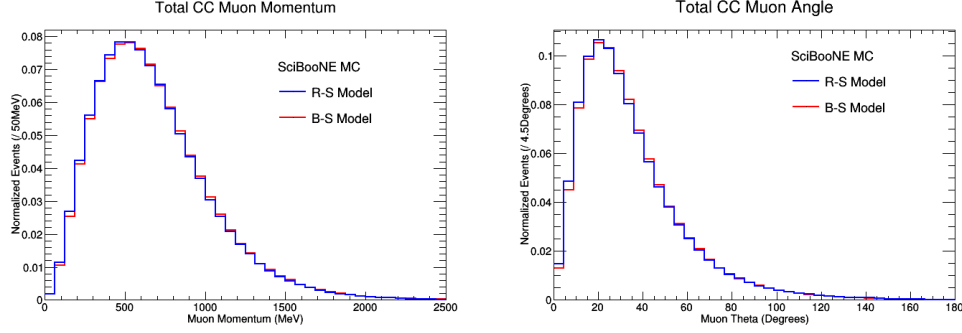 Total CC Muon Momentum
Normalized Events (/ 50MeV)
0.08
0.07
0.06
0.05
0.04
0.03
0.02
0.01
0
SciBooNE MC
R-S Model
B-S Model
0 500 1000 1500 2000 2500
Muon Momentum (MeV)
Total CC Muon Angle
Normalized Events (/ 4.5Degrees)
0.1
0.08
0.06
0.04
0.02
0
SciBooNE MC
R-S Model
B-S Model
0 20 40 60 80 100 120 140 160 180
Muon Theta (Degrees)